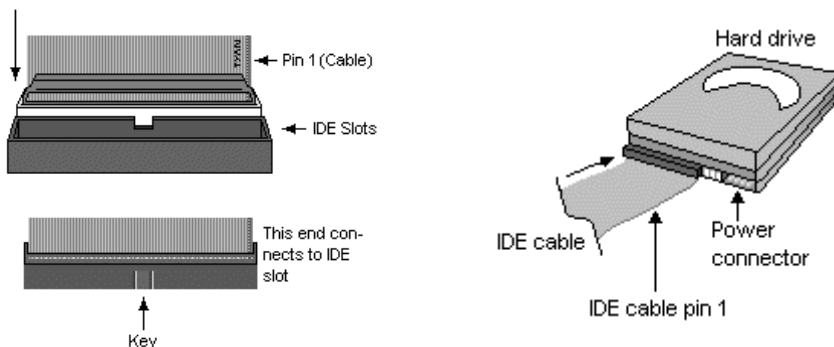 TYAN
Pin 1 (Cable)
IDE Slots
This end con-
nects to IDE
slot
Key
Hard drive
IDE cable
Power
connector
IDE cable pin 1